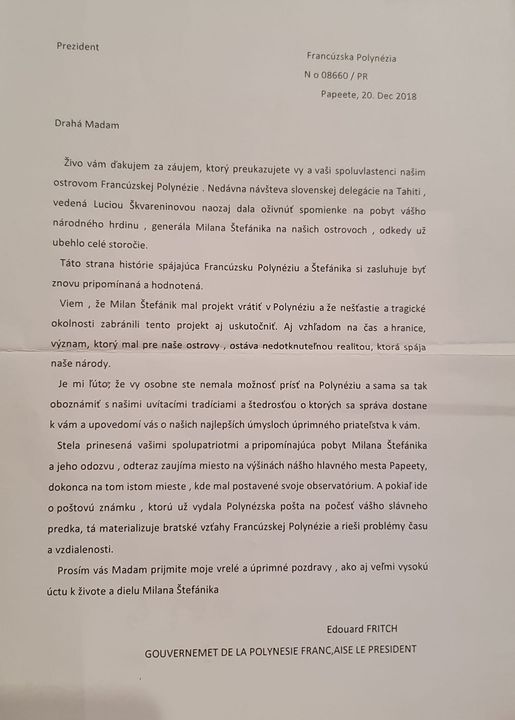 Prezident
Francúzska Polynézia
N o 08660 / PR
Papeete, 20. Dec 2018
Drahá Madam
Živo vám ďakujem za záujem, ktorý preukazujete vy a vaši spoluvlastenci našim
ostrovom Francúzskej Polynézie . Nedávna návšteva slovenskej delegácie na Tahiti ,
vedená Luciou Škvareninovou naozaj dala oživnúť spomienke na pobyt vášho
národného hrdinu , generála Milana Štefánika na našich ostrovoch , odkedy už
ubehlo celé storočie.
Táto strana histórie spájajúca Francúzsku Polynéziu a Štefánika si zasluhuje byť
znovu pripomínaná a hodnotená.
Viem , že Milan Štefánik mal projekt vrátiť v Polynéziu a že nešťastie a tragické
okolnosti zabránili tento projekt aj uskutočniť. Aj vzhľadom na čas a hranice,
význam, ktorý mal pre naše ostrovy , ostáva nedotknuteľnou realitou, ktorá spája
naše národy.
Je mi ľúto; že vy osobne ste nemala možnosť prísť na Polynéziu a sama sa tak
oboznámiť s našimi uvítacími tradíciami a štedrosťou o ktorých sa správa dostane
k vám a upovedomí vás o našich najlepších úmysloch úprimného priateľstva k vám.
Stela prinesená vašimi spolupatriotmi a pripomínajúca pobyt Milana Štefánika
a jeho odozvu , odteraz zaujíma miesto na výšinách nášho hlavného mesta Papeety,
dokonca na tom istom mieste , kde mal postavené svoje observatórium. A pokiaľ ide
o poštovú známku , ktorú už vydala Polynézska pošta na počesť vášho slávneho
predka, tá materializuje bratské vzťahy Francúzskej Polynézie a rieši problémy času
a vzdialenosti.
Prosím vás Madam prijmite moje vrelé a úprimné pozdravy , ako aj veľmi vysokú
úctu k živote a dielu Milana Štefánika
Edouard FRITCH
GOUVERNEMET DE LA POLYNESIE FRANC,AISE LE PRESIDENT